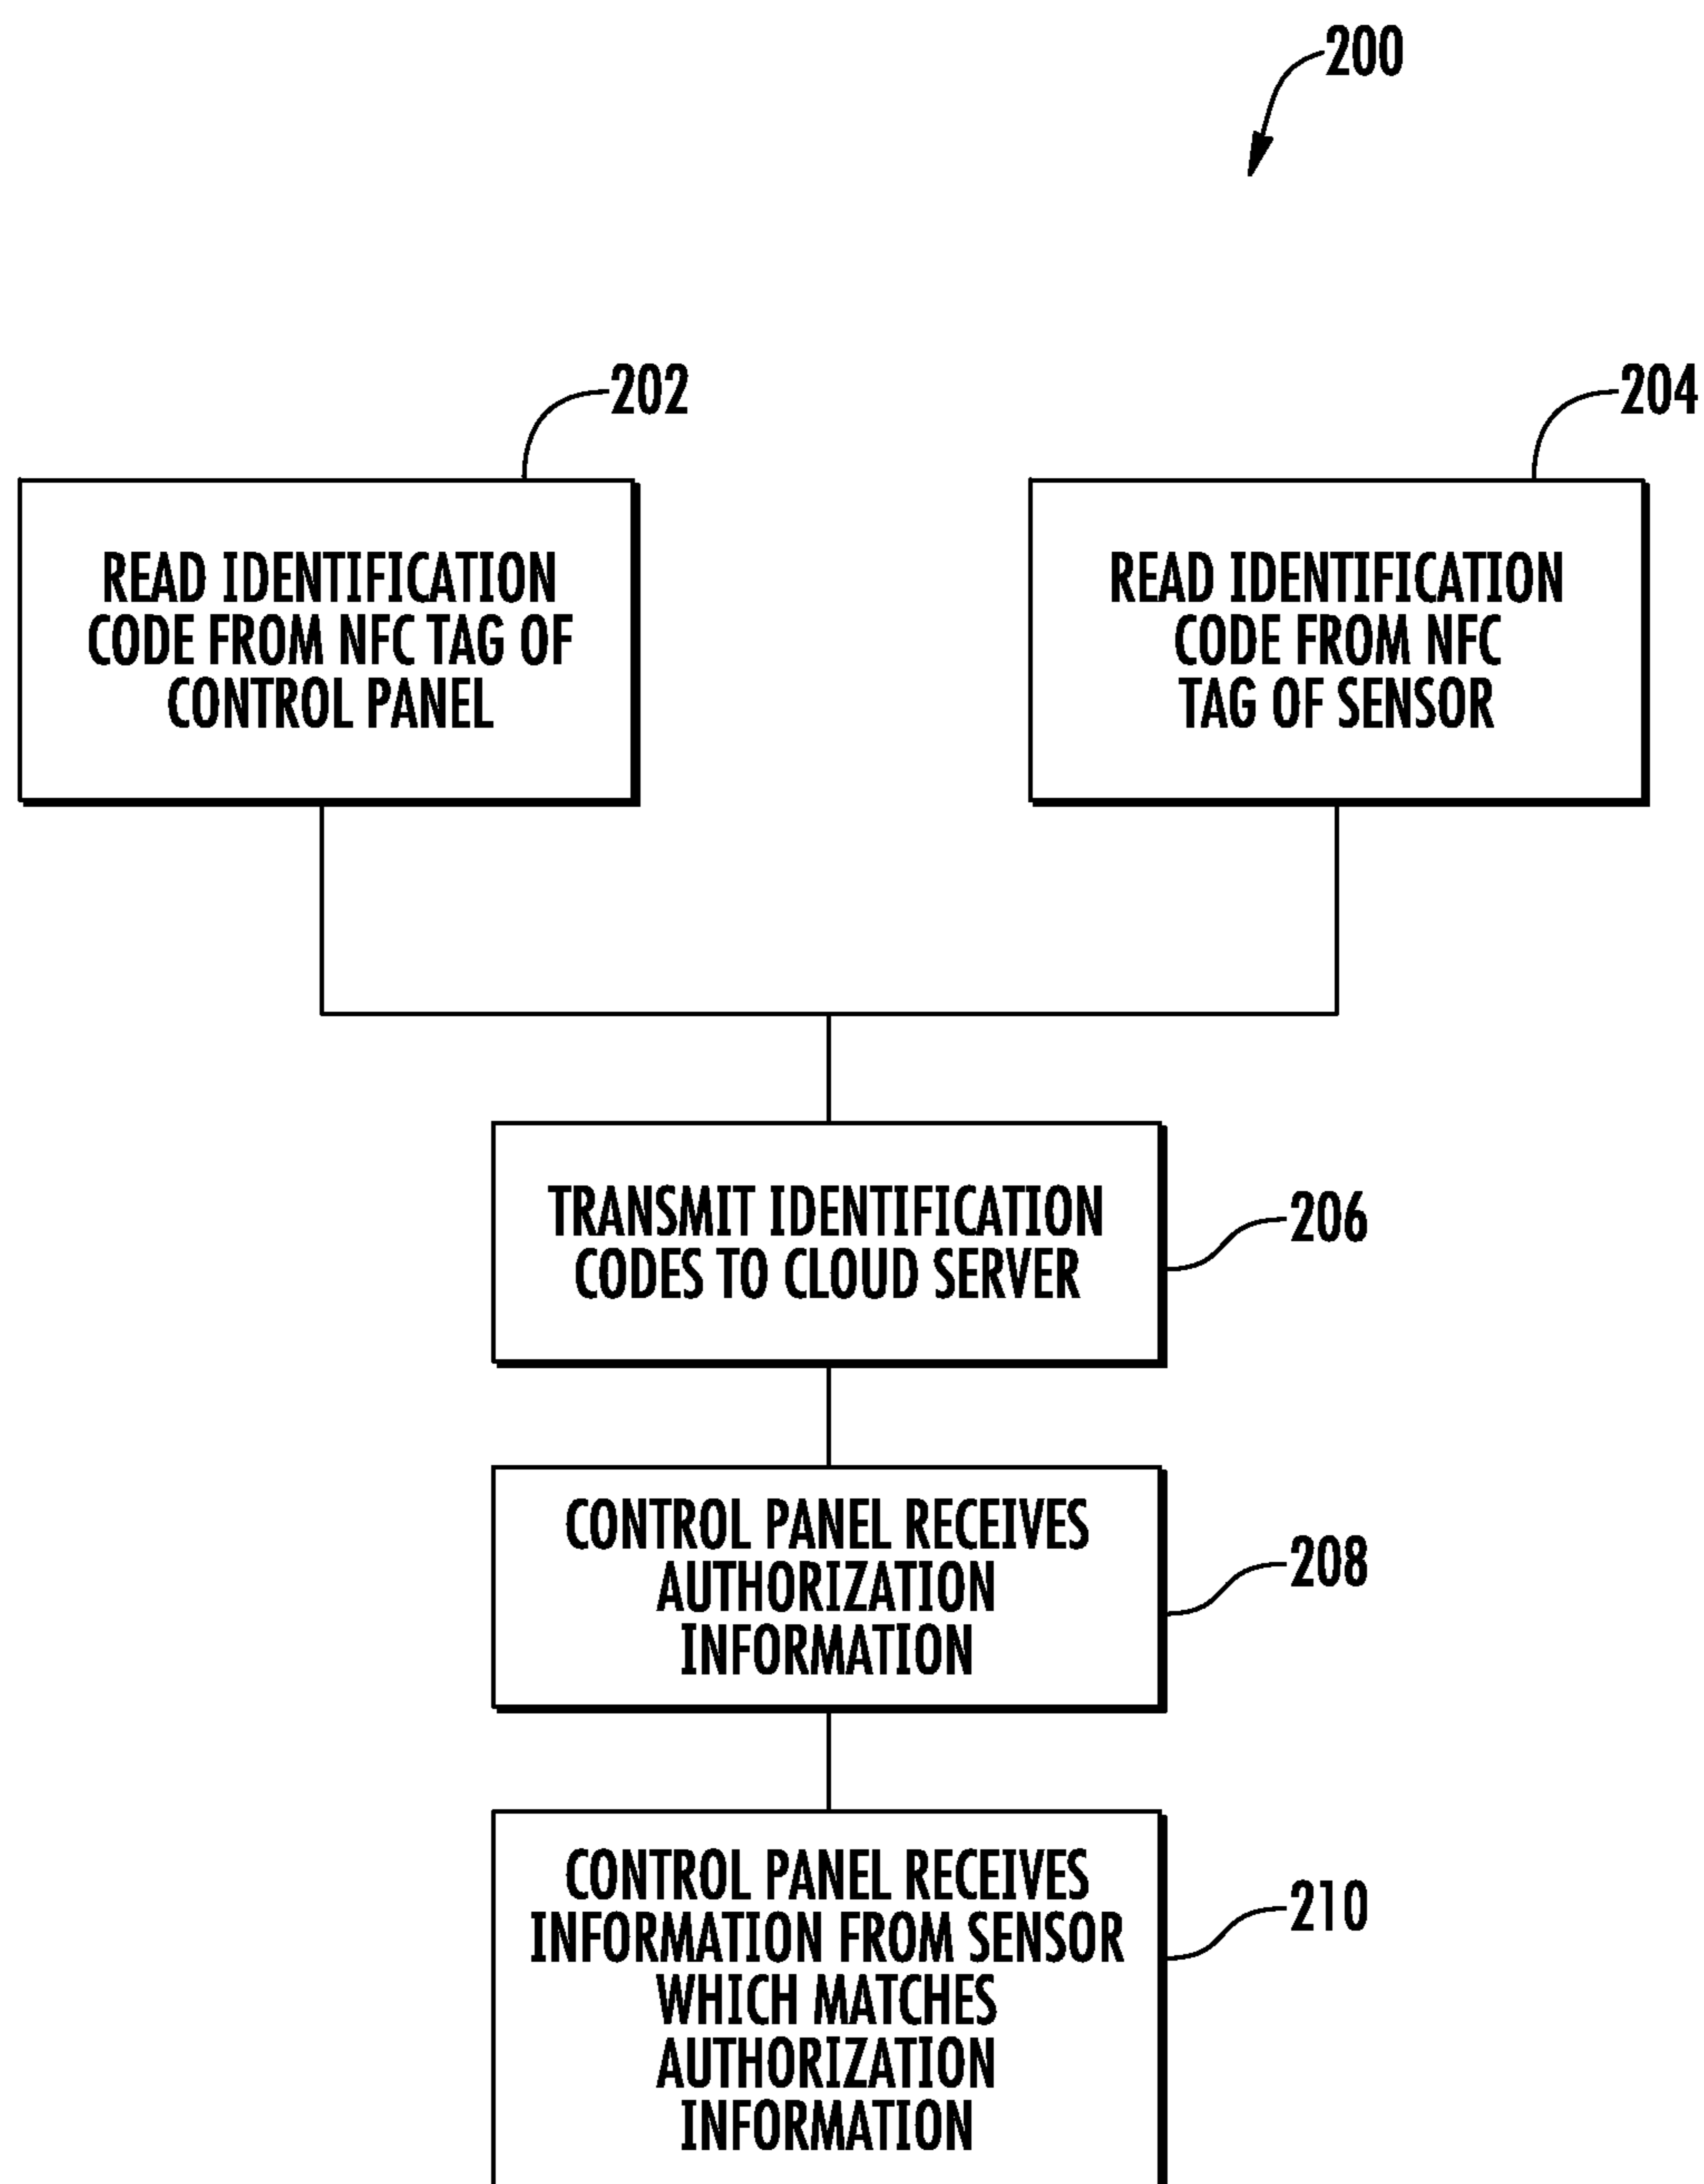 200
202
204
READ IDENTIFICATION
CODE FROM NFC TAG OF
CONTROL PANEL
READ IDENTIFICATION
CODE FROM NFC
TAG OF SENSOR
TRANSMIT IDENTIFICATION
CODES TO CLOUD SERVER
206
CONTROL PANEL RECEIVES
AUTHORIZATION
INFORMATION
208
CONTROL PANEL RECEIVES
INFORMATION FROM SENSOR
WHICH MATCHES
AUTHORIZATION
INFORMATION
210